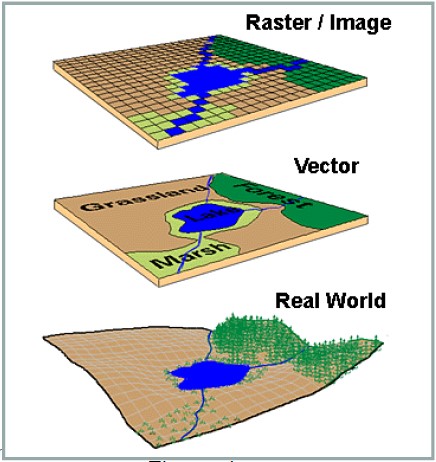 Raster / Image
Vector
Grassland
Forest
Lake
Marsh
Real World